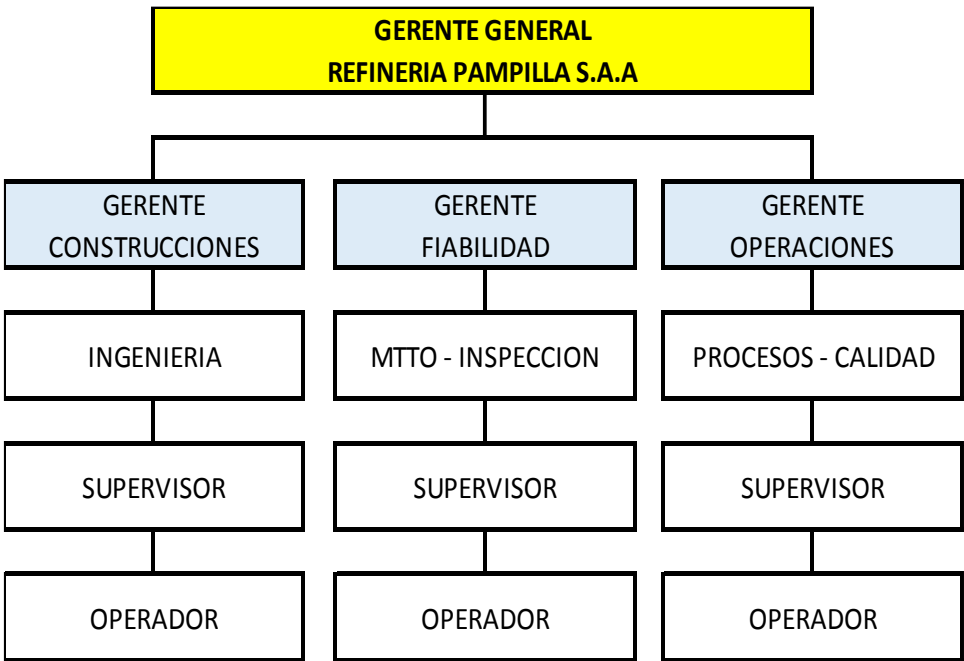 GERENTE GENERAL
REFINERIA PAMPILLA S.A.A
GERENTE
CONSTRUCCIONES
GERENTE
FIABILIDAD
GERENTE
OPERACIONES
INGENIERIA
MTTO - INSPECCION
PROCESOS - CALIDAD
SUPERVISOR
SUPERVISOR
SUPERVISOR
OPERADOR
OPERADOR
OPERADOR